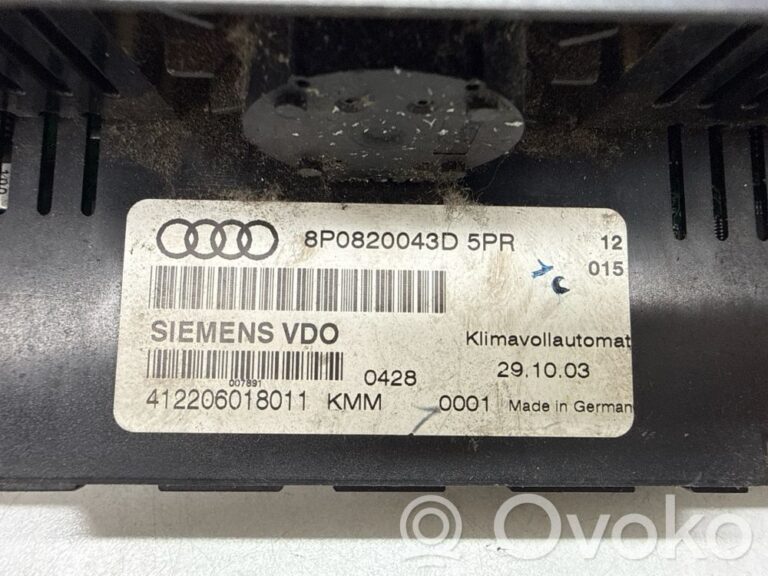 8P0820043D 5PR 12
015
SIEMENS VDO
Klimavollautomat
007891
0428
29.10.03
412206018011 KMM 0001 Made in German
Ovoko